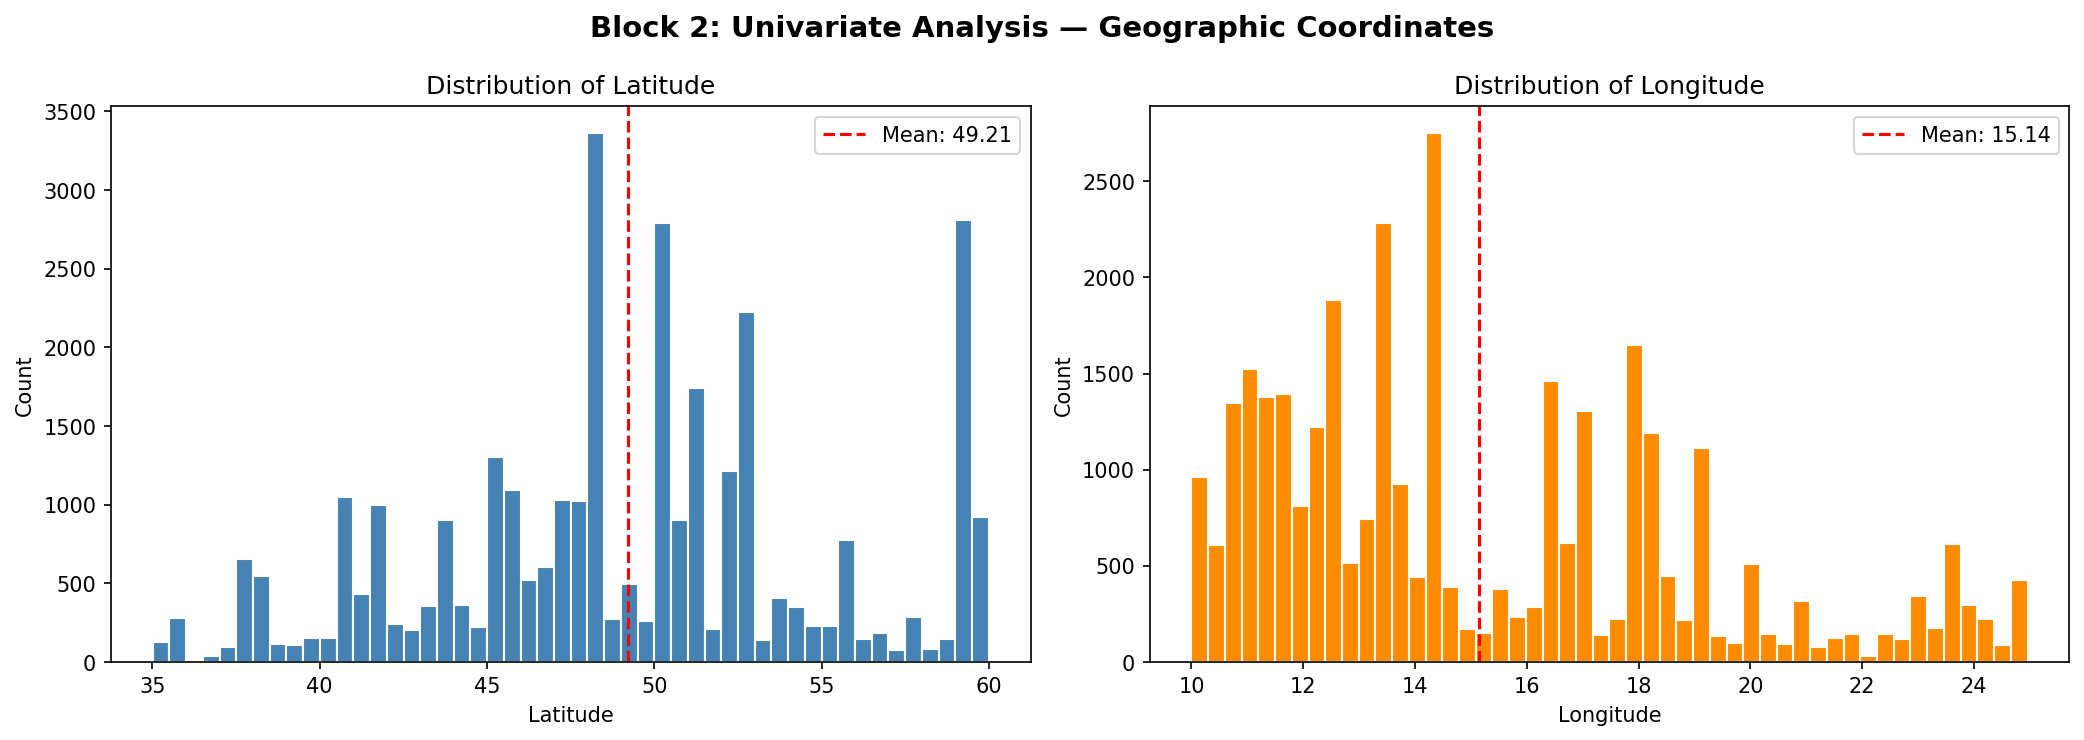 Block 2: Univariate Analysis — Geographic Coordinates
Distribution of Latitude
Mean: 49.21
Count
3500
3000
2500
2000
1500
1000
500
0
35 40 45 50 55 60
Latitude
Distribution of Longitude
Mean: 15.14
Count
2500
2000
1500
1000
500
0
10 12 14 16 18 20 22 24
Longitude